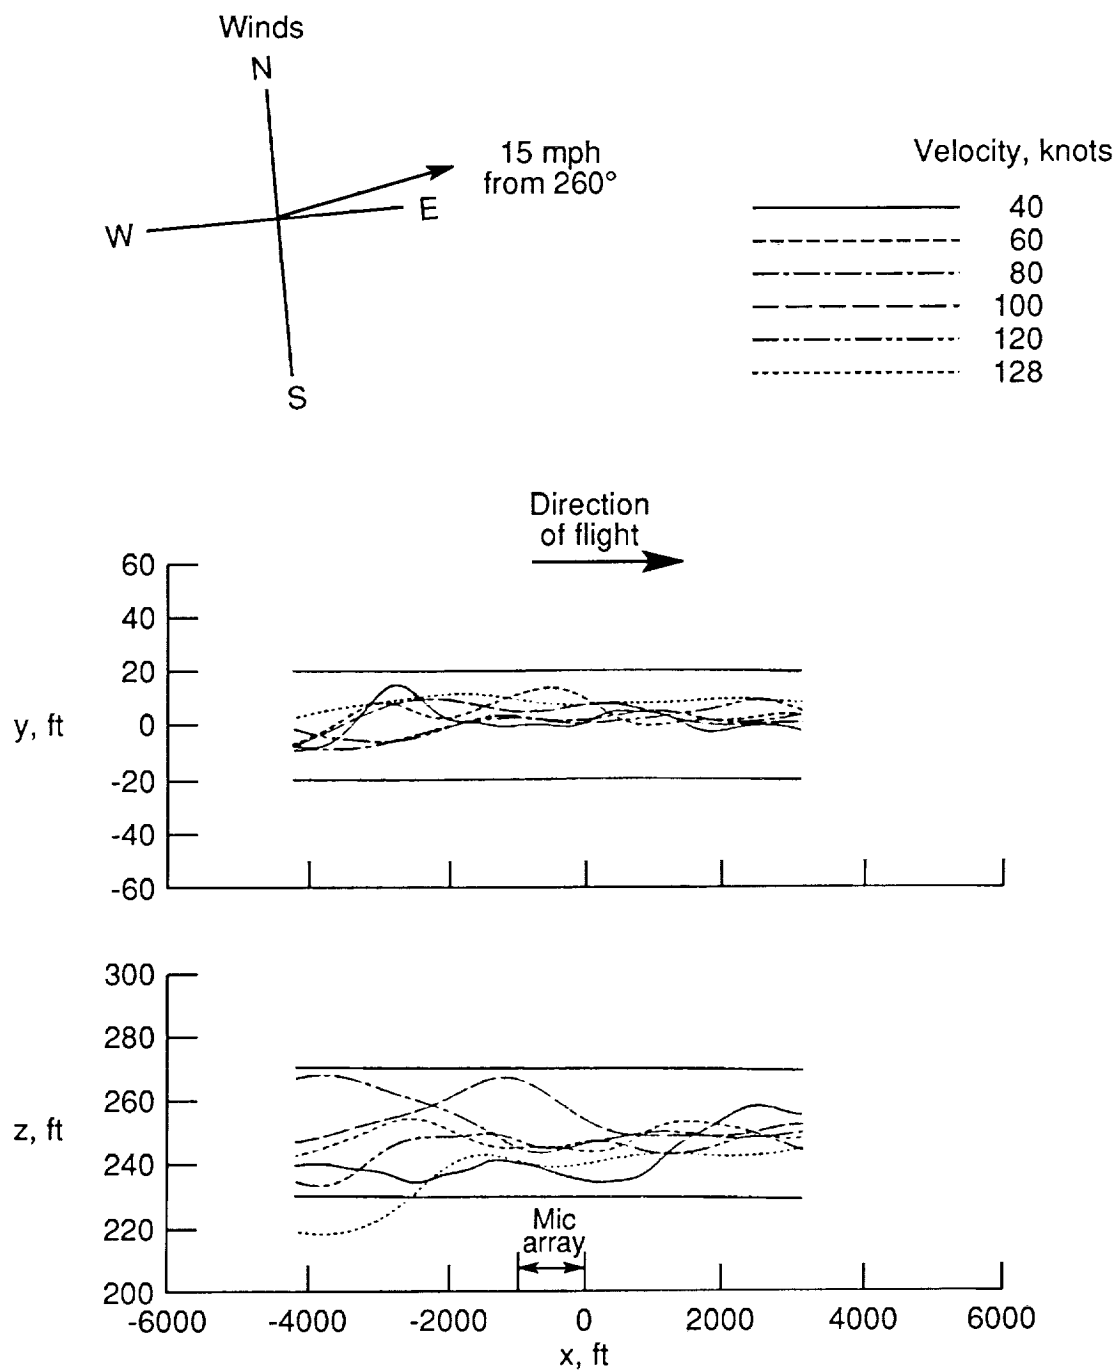 Winds
N
15 mph
from 260°
W
E
S
Velocity, knots
40
60
80
100
120
128
Direction
of flight
60
40
20
0
-20
-40
-60
y, ft
300
280
260
240
220
200
z, ft
Mic
array
-6000 -4000 -2000 0 2000 4000 6000
x, ft